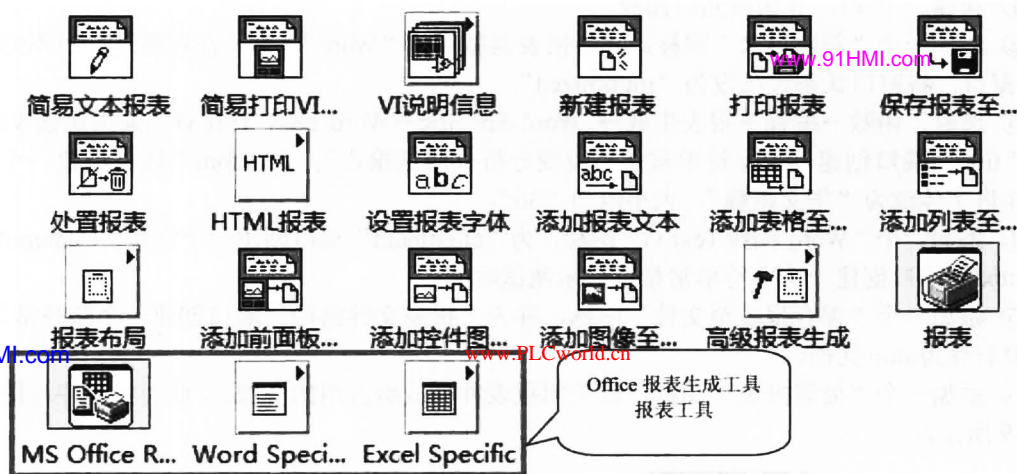 www.91HMI.com
简易文本报表 简易打印VI... VI说明信息 新建报表 打印报表 保存报表至...
HTML
abc
abc
处置报表 HTML报表 设置报表字体 添加报表文本 添加表格至... 添加列表至...
报表布局 添加前面板... 添加控件图... 添加图像至... 高级报表生成 报表
MI.com
www.PLCworld.cn
Office 报表生成工具
报表工具
MS Office R... Word Speci... Excel Specific